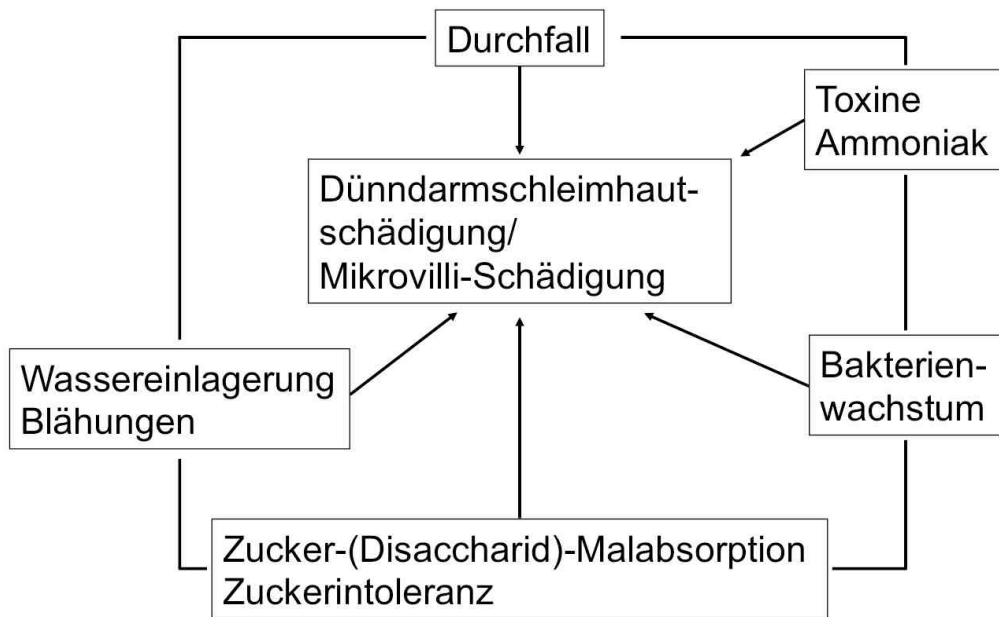 Durchfall
Toxine
Ammoniak
Dünndarmschleimhaut-
schädigung/
Mikrovilli-Schädigung
Wassereinlagerung
Blähungen
Bakterien-
wachstum
Zucker-(Disaccharid)-Malabsorption
Zuckerintoleranz